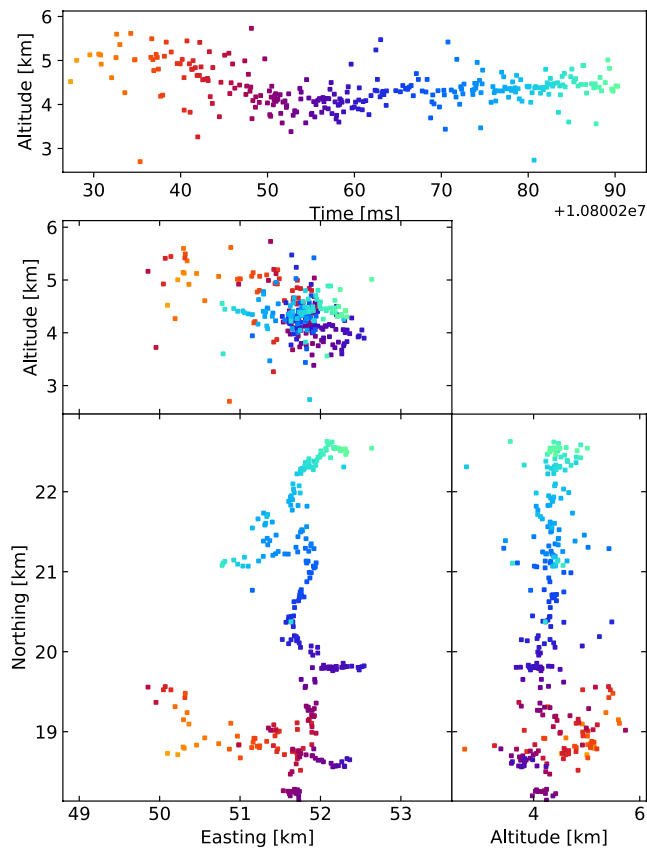 6
5
4
3
Altitude [km]
30 40 50 60 70 80 90
Time [ms]
+1.08002e7
6
5
4
3
Altitude [km]
22
21
20
19
Northing [km]
49 50 51 52 53
Easting [km]
4 6
Altitude [km]